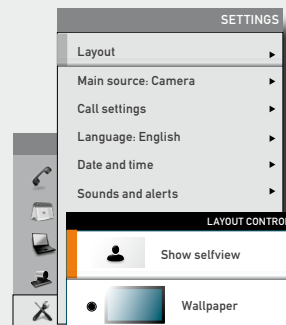 SETTINGS
Layout
Main source: Camera
Call settings
Language: English
Date and time
Sounds and alerts
LAYOUT CONTROL
Show selfview
Wallpaper